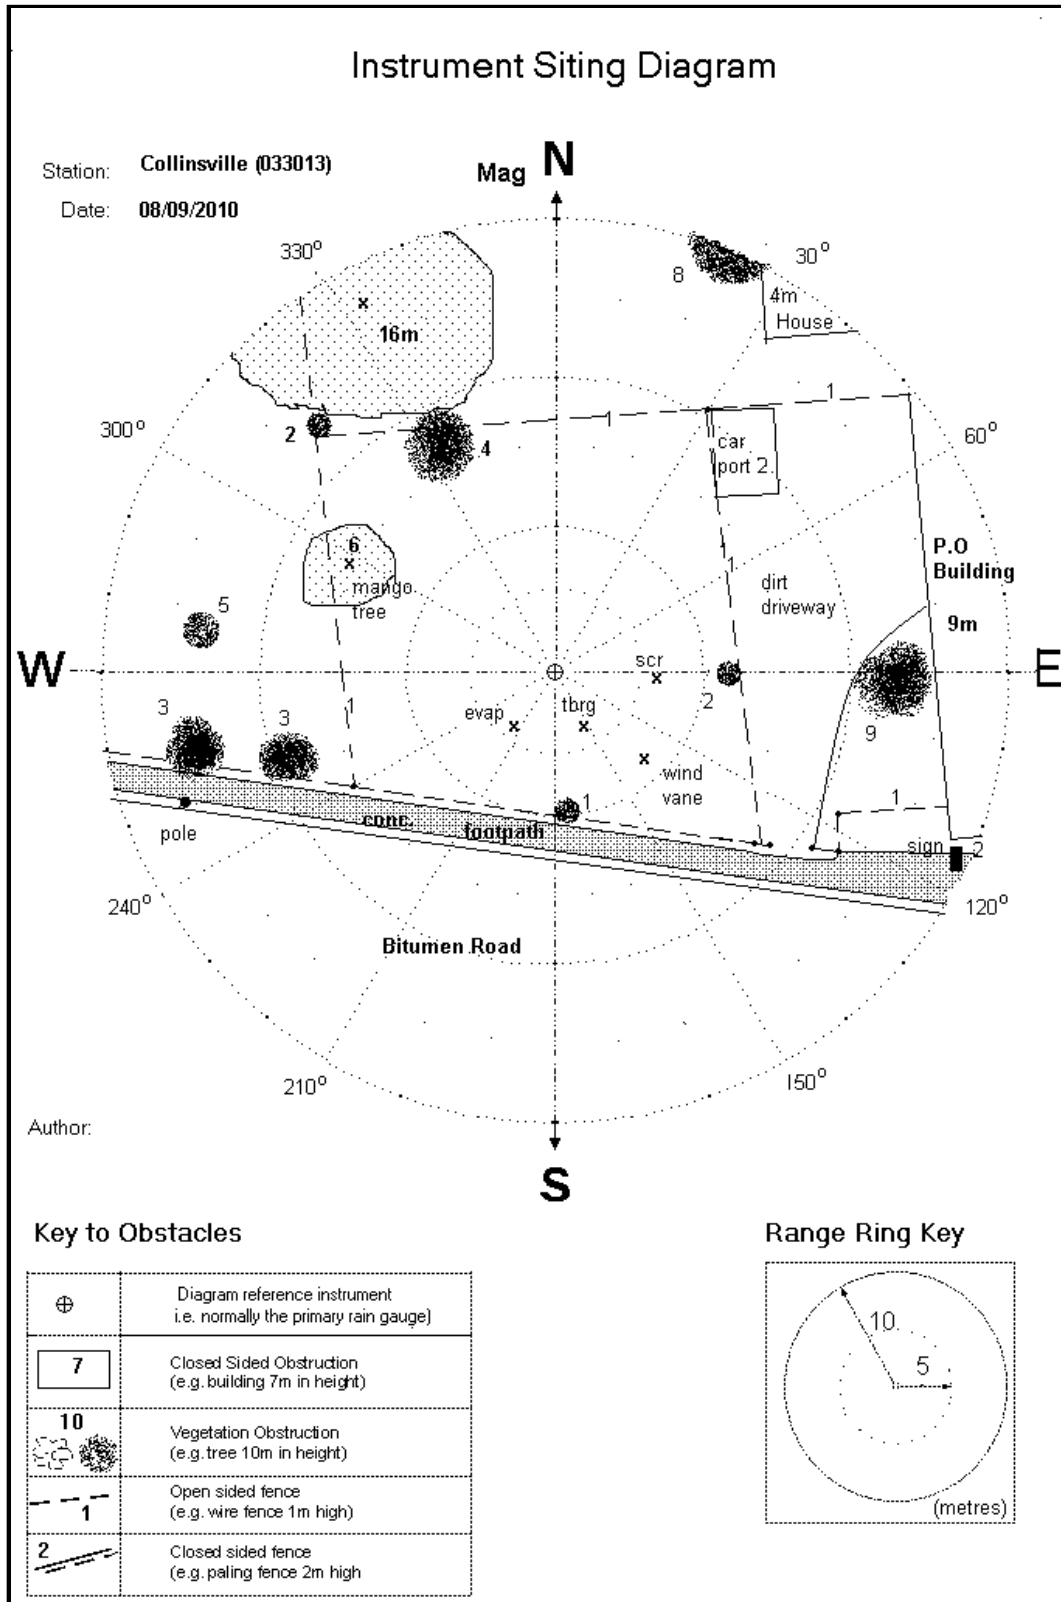 Instrument Siting Diagram
Station: Collinsville (033013)
Date: 08/09/2010
Mag N
330°
30°
8
4m
House
16m
300°
2
4
1
1
car
port 2
60°
6
mango
tree
1
dirt
driveway
P.O
Building
9m
5
W
E
scr
2
evap
tbrg
3
3
1
9
wind
vane
1
1
pole
conc.
footpath
sign
2
240°
120°
Bitumen Road
210°
150°
Author:
S
Key to Obstacles
Diagram reference instrument
i.e. normally the primary rain gauge)
7
Closed Sided Obstruction
(e.g. building 7m in height)
10
Vegetation Obstruction
(e.g. tree 10m in height)
1
Open sided fence
(e.g. wire fence 1m high)
2
Closed sided fence
(e.g. paling fence 2m high
Range Ring Key
10
5
(metres)